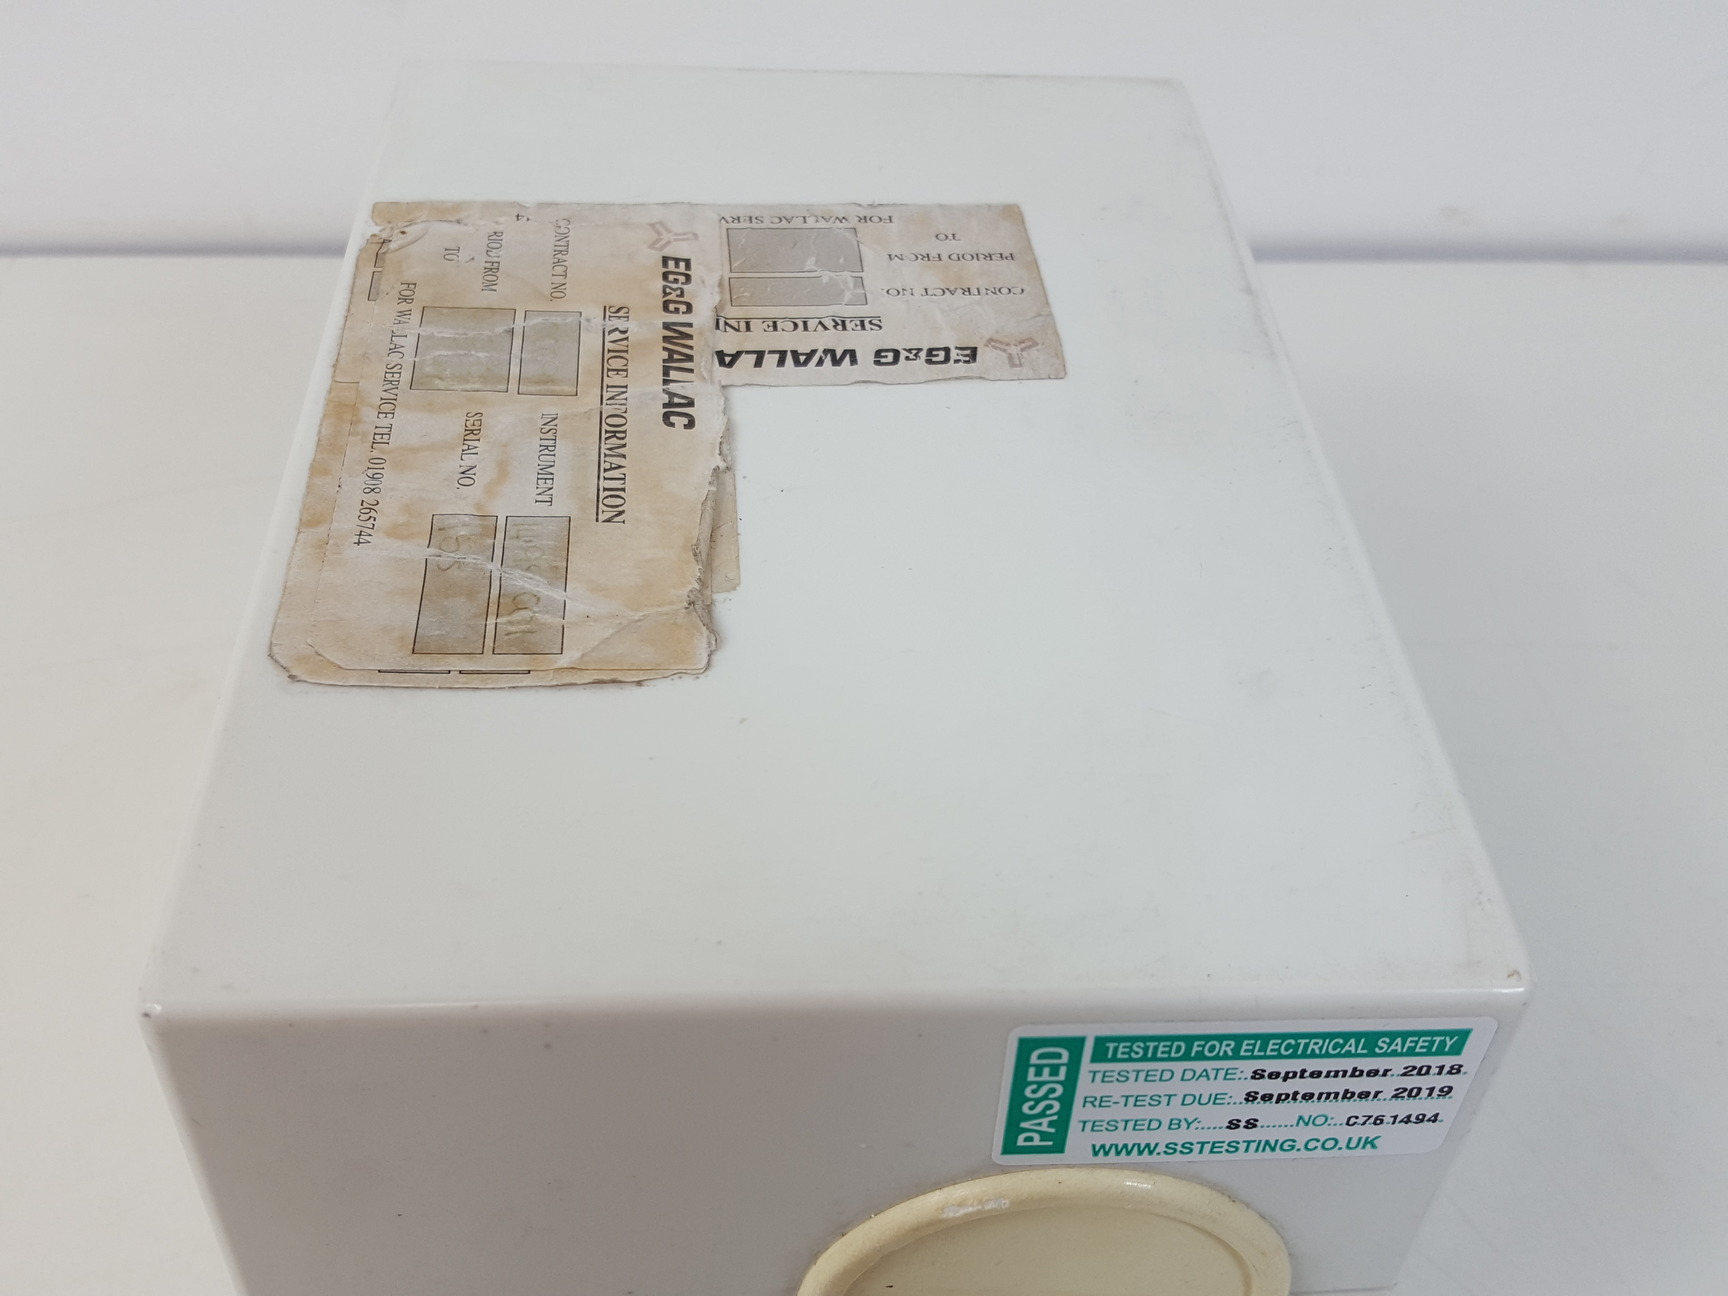 EG&G WALLAC
SERVICE INFORMATION
CONTRACT NO.
INSTRUMENT
RIOD FROM
TO
SERIAL NO.
FOR WALLAC SERVICE TEL. 01908 265744
EG&G WALLA
SERVICE IN
CONTRACT NO.
PERIOD FROM
TO
FOR WALLAC SERV
PASSED
TESTED FOR ELECTRICAL SAFETY
TESTED DATE:.September 2018.
RE-TEST DUE:...September 2019
TESTED BY:.....SS......NO:..C761494.
WWW.SSTESTING.CO.UK